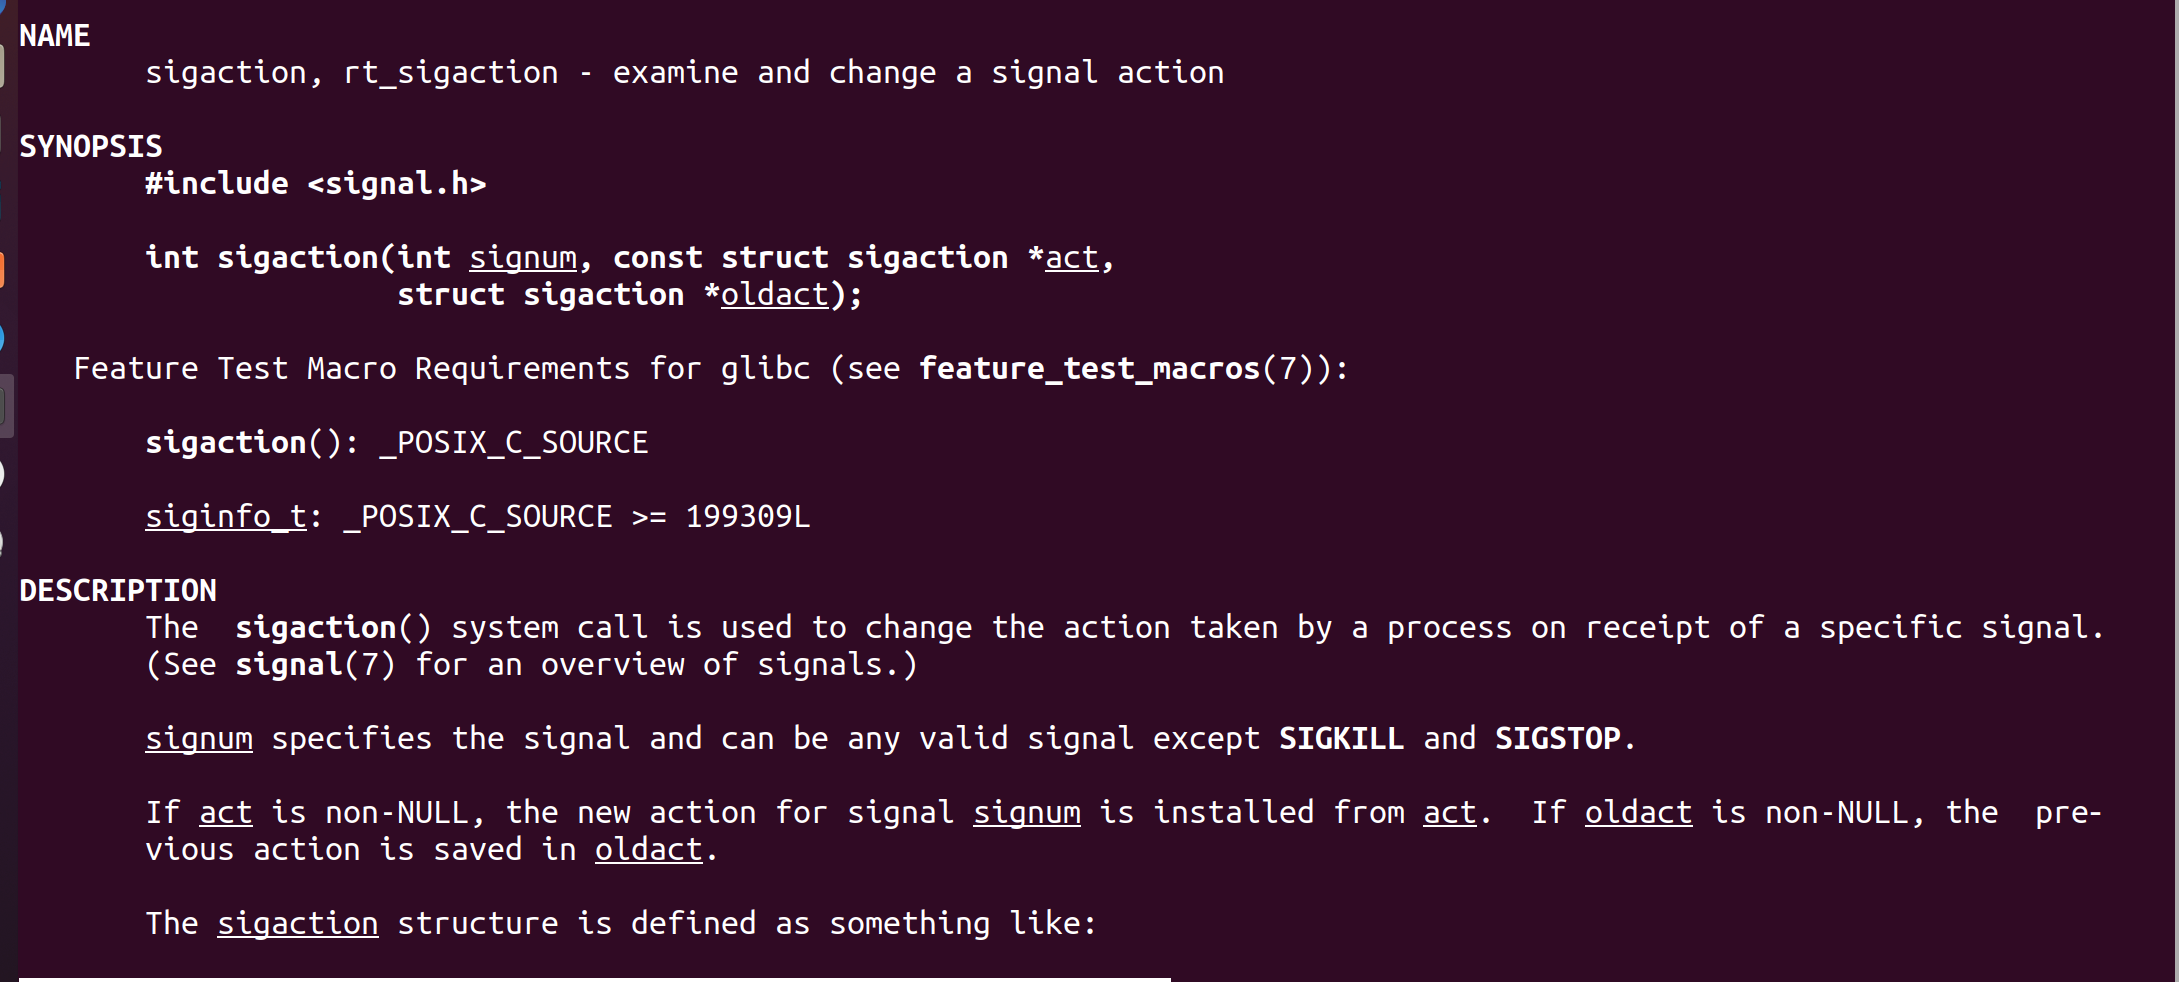 NAME
sigaction, rt_sigaction - examine and change a signal action
SYNOPSIS
#include <signal.h>
int sigaction(int signum, const struct sigaction *act,
struct sigaction *oldact);
Feature Test Macro Requirements for glibc (see feature_test_macros(7)):
sigaction(): _POSIX_C_SOURCE
siginfo_t: _POSIX_C_SOURCE >= 199309L
DESCRIPTION
The  sigaction() system call is used to change the action taken by a process on receipt of a specific signal.
(See signal(7) for an overview of signals.)
signum specifies the signal and can be any valid signal except SIGKILL and SIGSTOP.
If act is non-NULL, the new action for signal signum is installed from act.  If oldact is non-NULL, the  pre-
vious action is saved in oldact.
The sigaction structure is defined as something like: